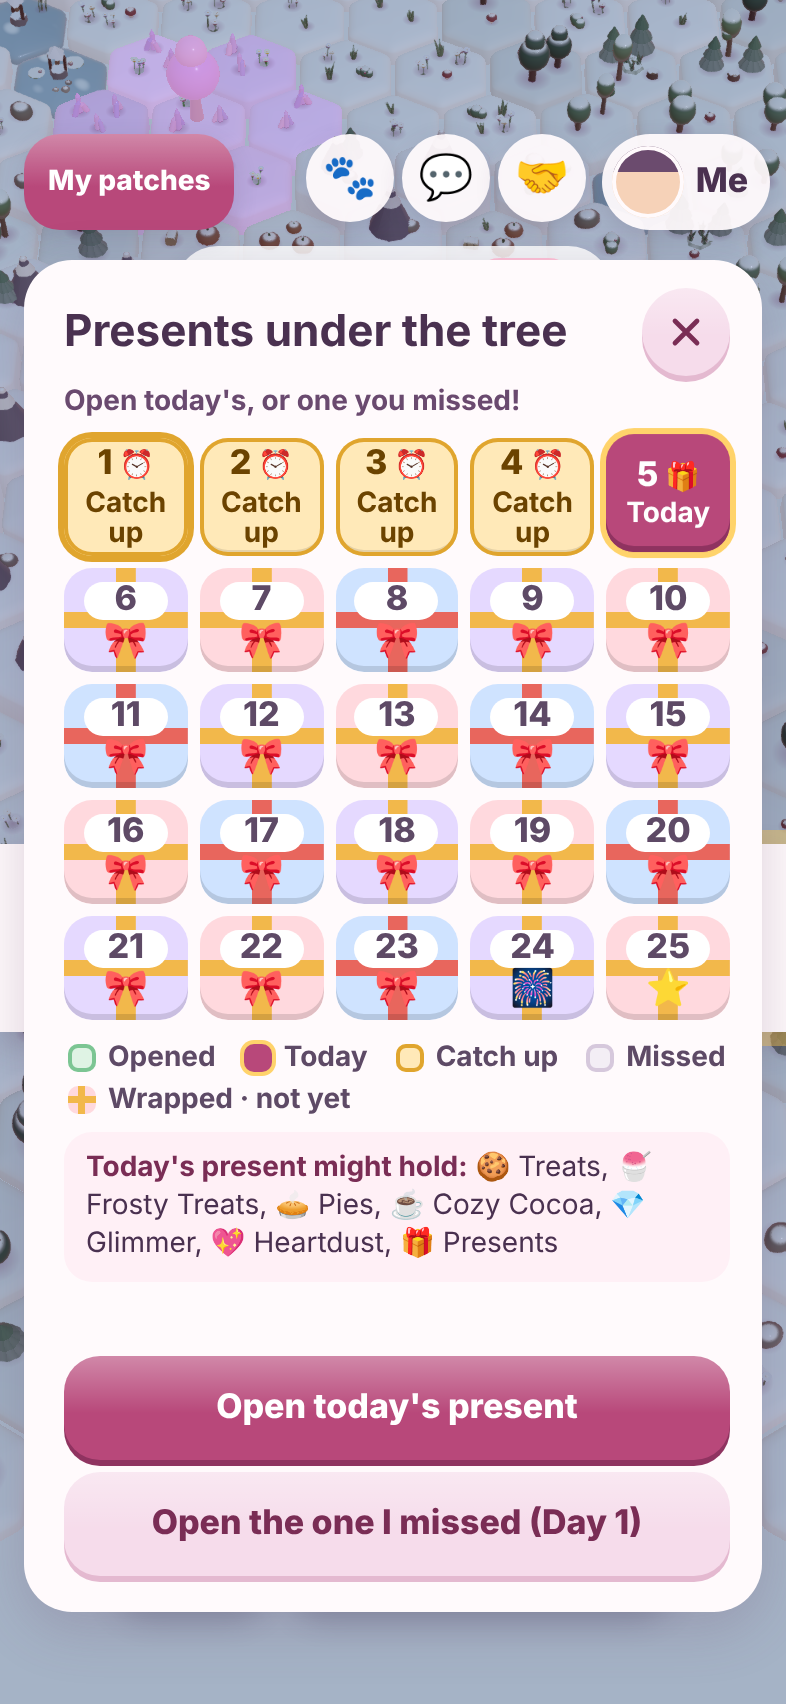 My patches
Me
Presents under the tree
Open today's, or one you missed!
1
Catch
up
2
Catch
up
3
Catch
up
4
Catch
up
5
Today
6
7
8
9
10
11
12
13
14
15
16
17
18
19
20
21
22
23
24
25
Opened
Today
Catch up
Missed
Wrapped · not yet
Today's present might hold: 🍪 Treats, 🍧
Frosty Treats, 🥧 Pies, ☕ Cozy Cocoa, 💎
Glimmer, 💖 Heartdust, 🎁 Presents
Open today's present
Open the one I missed (Day 1)